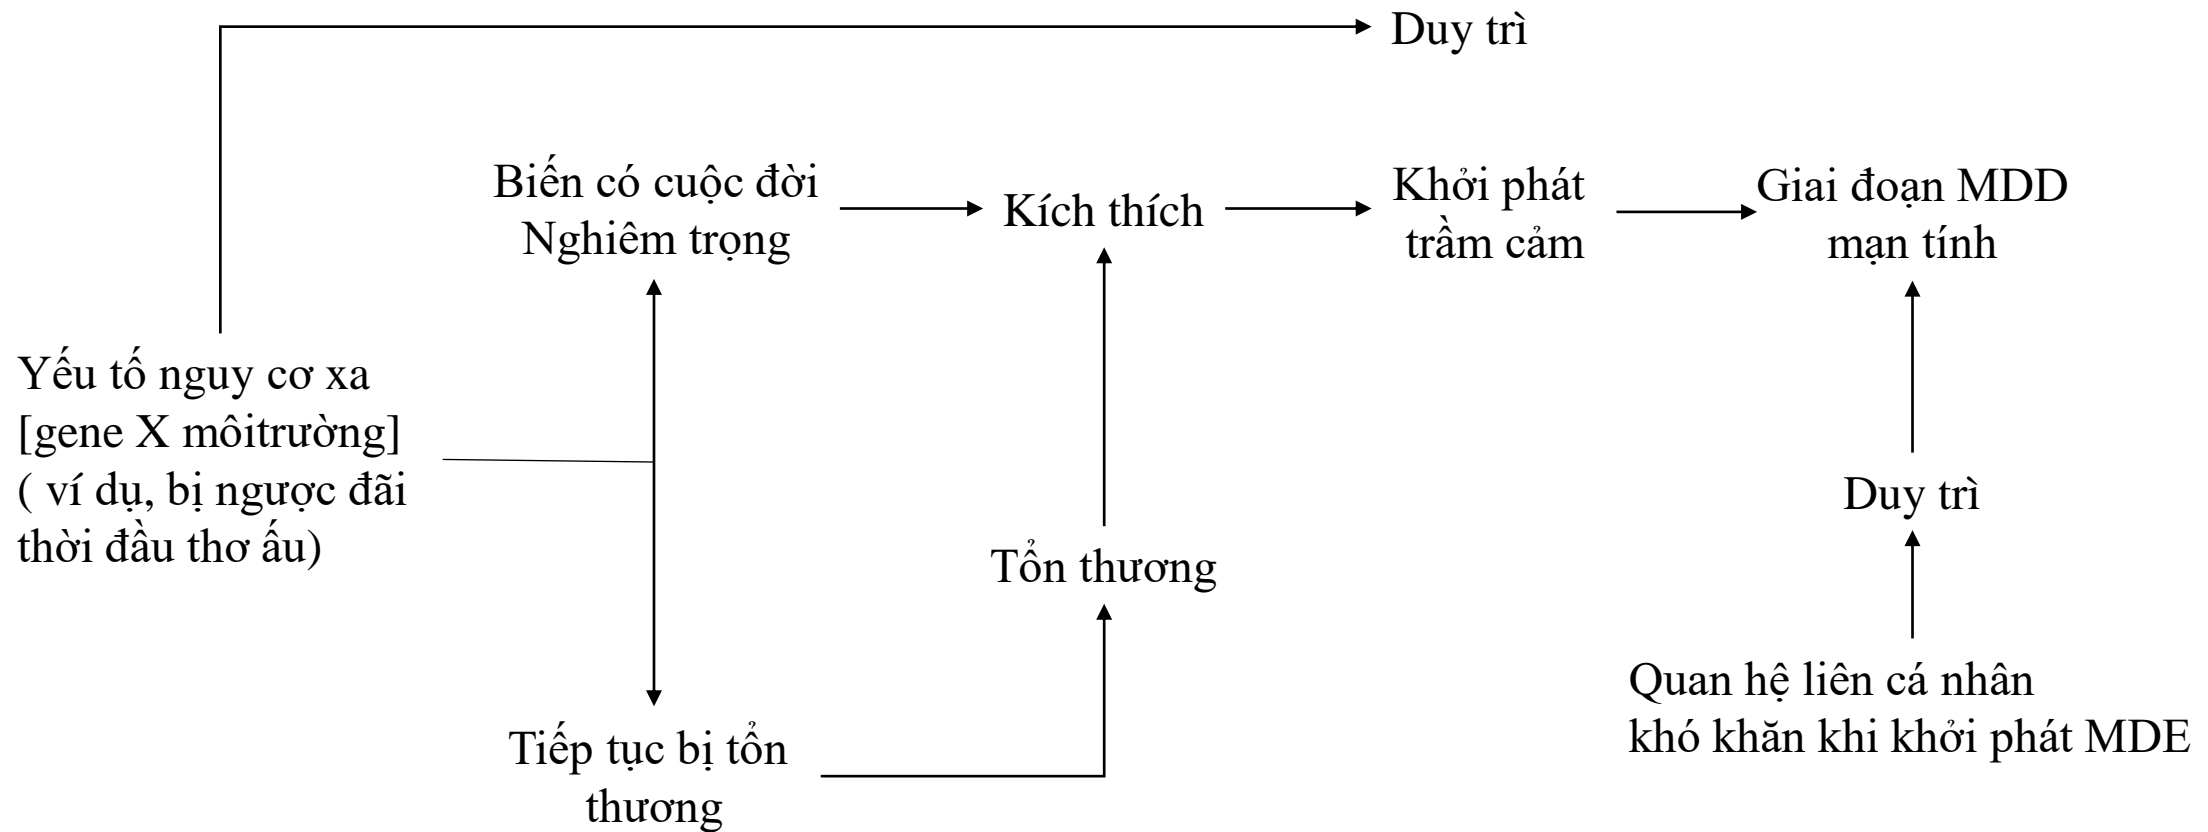 Duy trì
Biến có cuộc đời
Nghiêm trọng
Kích thích
Khởi phát
trầm cảm
Giai đoạn MDD
mạn tính
Yếu tố nguy cơ xa
[gene X môitrường]
( ví dụ, bị ngược đãi
thời đầu thơ ấu)
Tổn thương
Duy trì
Tiếp tục bị tổn
thương
Quan hệ liên cá nhân
khó khăn khi khởi phát MDE